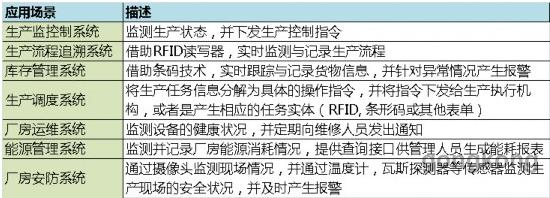 应用场景 描述
生产监控制系统 监测生产状态，并下发生产控制指令
生产流程追溯系统 借助RFID读写器，实时监测与记录生产流程
库存管理系统 借助条码技术，实时跟踪与记录货物信息，并针对异常情况产生报警
生产调度系统 将生产任务信息分解为具体的操作指令，并将指令下发给生产执行机
构，或者是产生相应的任务实体（RFID, 条形码或其他表单）
厂房运维系统 监测设备的健康状况，并定期向维修人员发出通知
能源管理系统 监测并记录厂房能源消耗情况，提供查询接口供管理人员生成能耗报表
厂房安防系统 通过摄像头监测现场情况，并通过温度计，瓦斯探测器等传感器监测生
产现场的安全状况，并及时产生报警
gongkong